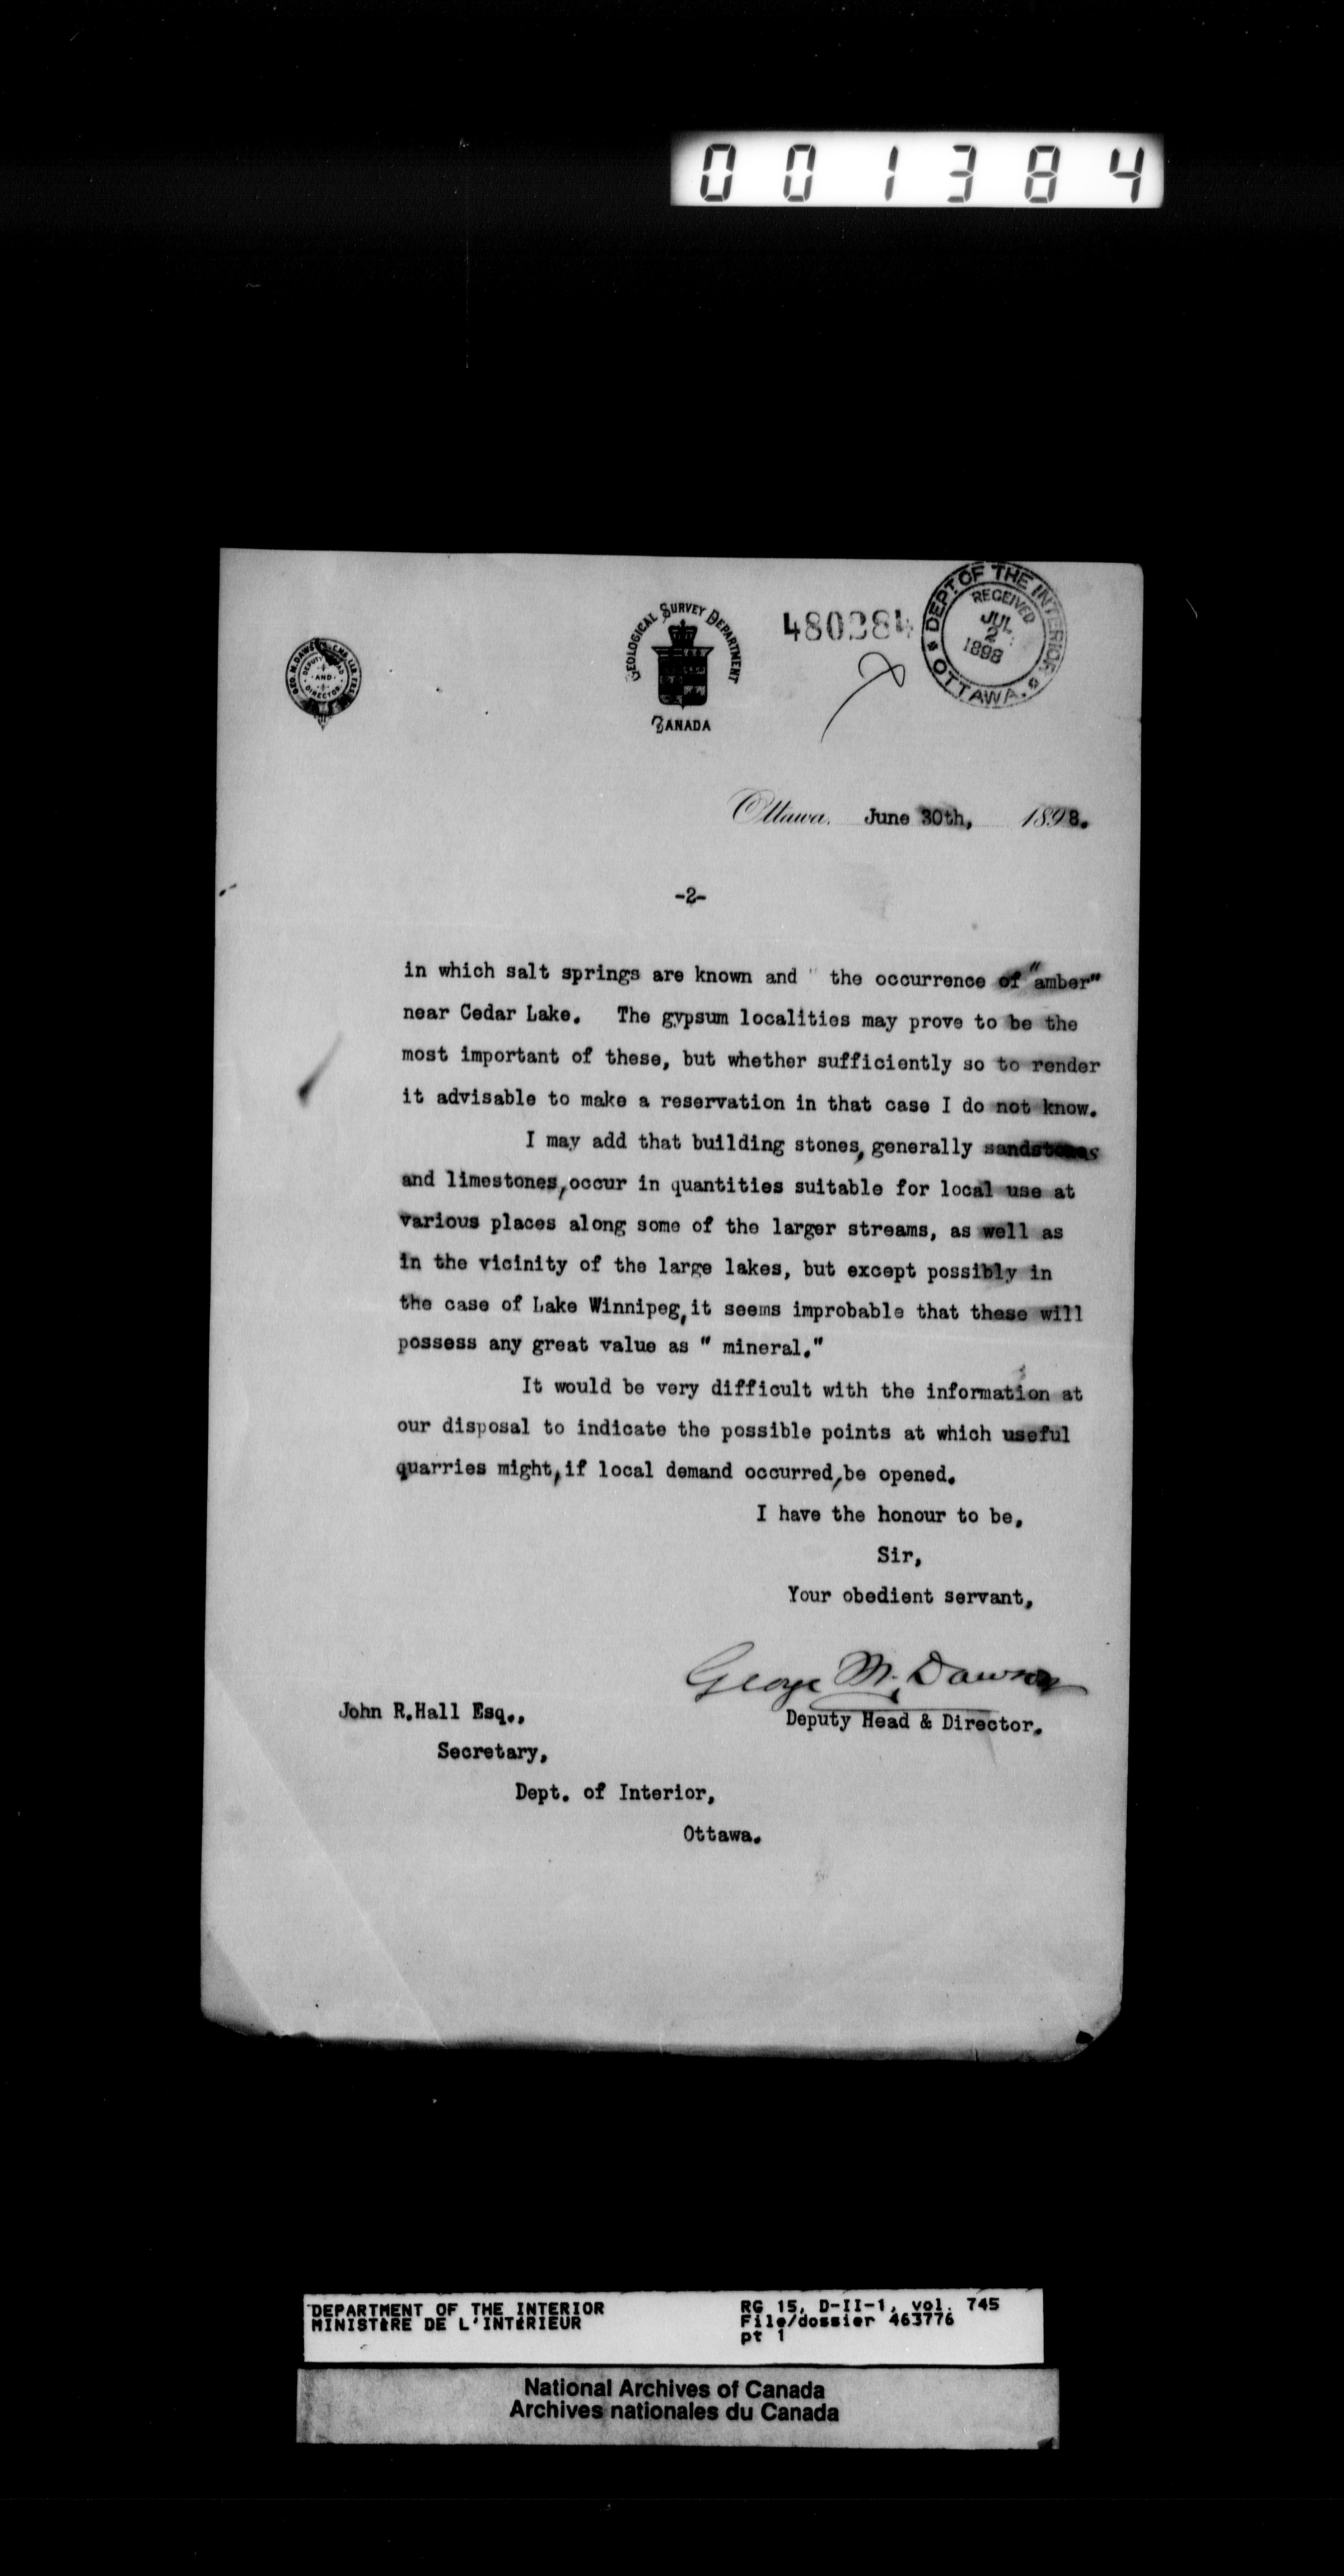 001384
GEOLOGICAL SURVEY DEPARTMENT
CANADA
480284
DEPT. OF THE INTERIOR
RECEIVED
JUL
2
1898
OTTAWA.
GEO. M. DAWSON, C.M.G. LL.D. F.R.S.
DEPUTY HEAD
AND
DIRECTOR
Ottawa. June 30th, 1898.
-2-
in which salt springs are known and " the occurrence of "amber"
near Cedar Lake. The gypsum localities may prove to be the
most important of these, but whether sufficiently so to render
it advisable to make a reservation in that case I do not know.
I may add that building stones, generally sandstones
and limestones, occur in quantities suitable for local use at
various places along some of the larger streams, as well as
in the vicinity of the large lakes, but except possibly in
the case of Lake Winnipeg, it seems improbable that these will
possess any great value as " mineral."
It would be very difficult with the information at
our disposal to indicate the possible points at which useful
quarries might, if local demand occurred, be opened.
I have the honour to be,
Sir,
Your obedient servant,
George M. Dawson
Deputy Head & Director.
John R.Hall Esq.,
Secretary,
Dept. of Interior,
Ottawa.
DEPARTMENT OF THE INTERIOR
MINISTÈRE DE L'INTÉRIEUR
RG 15, D-II-1, vol. 745
File/dossier 463776
pt 1
National Archives of Canada
Archives nationales du Canada